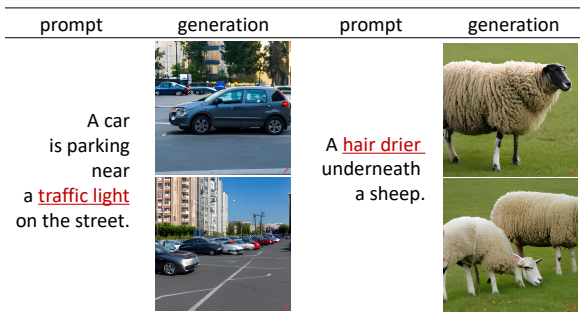 prompt generation prompt generation
A car
is parking
near
a traffic light
on the street.
A hair drier
underneath
a sheep.